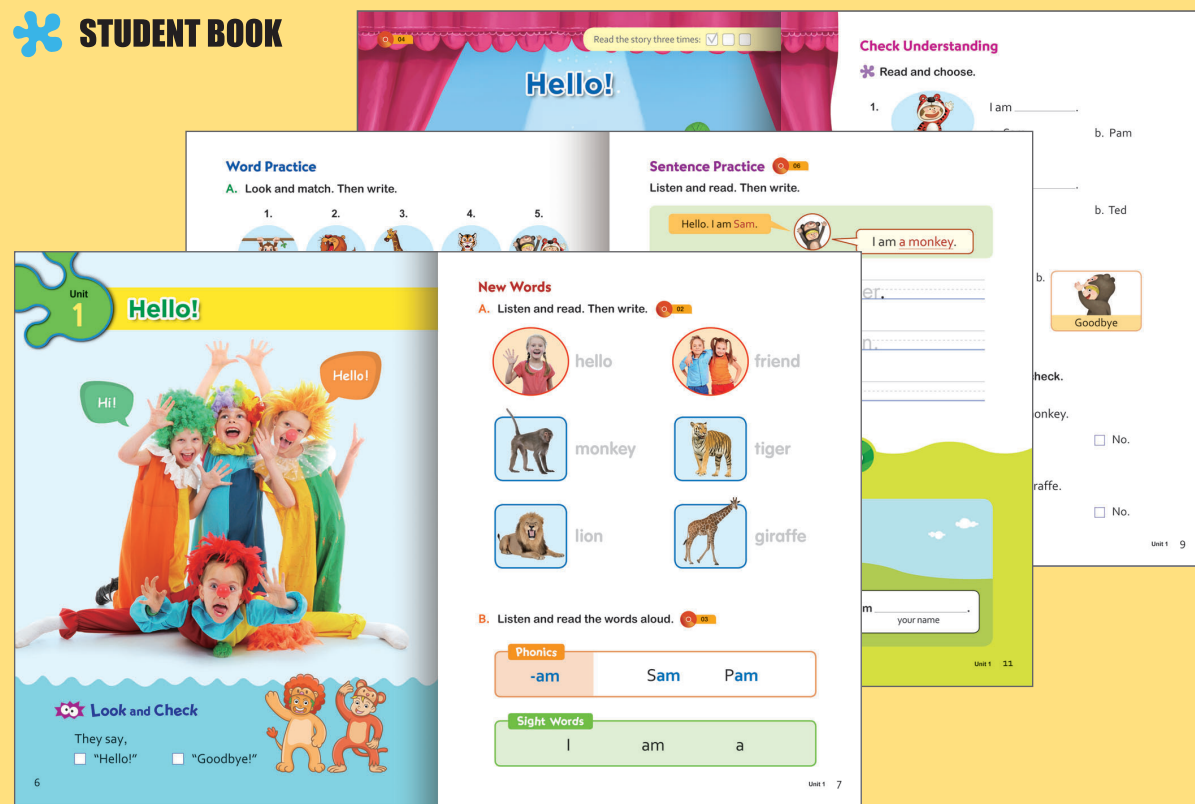 STUDENT BOOK
04
Read the story three times:
Hello!
Check Understanding
Read and choose.
1.
I am ____________.
b. Pam
b. Ted
b.
Goodbye
heck.
onkey.
No.
raffe.
No.
Unit 1 9
Word Practice
A. Look and match. Then write.
1. 2. 3. 4. 5.
Sentence Practice 06
Listen and read. Then write.
Hello. I am Sam.
I am a monkey.
er.
n.
m ____________.
your name
Unit 1 11
Unit
1
Hello!
Hi!
Hello!
Look and Check
They say,
"Hello!" "Goodbye!"
6
New Words
A. Listen and read. Then write. 02
hello friend
monkey tiger
lion giraffe
B. Listen and read the words aloud. 03
Phonics
-am Sam Pam
Sight Words
I am a
Unit 1 7